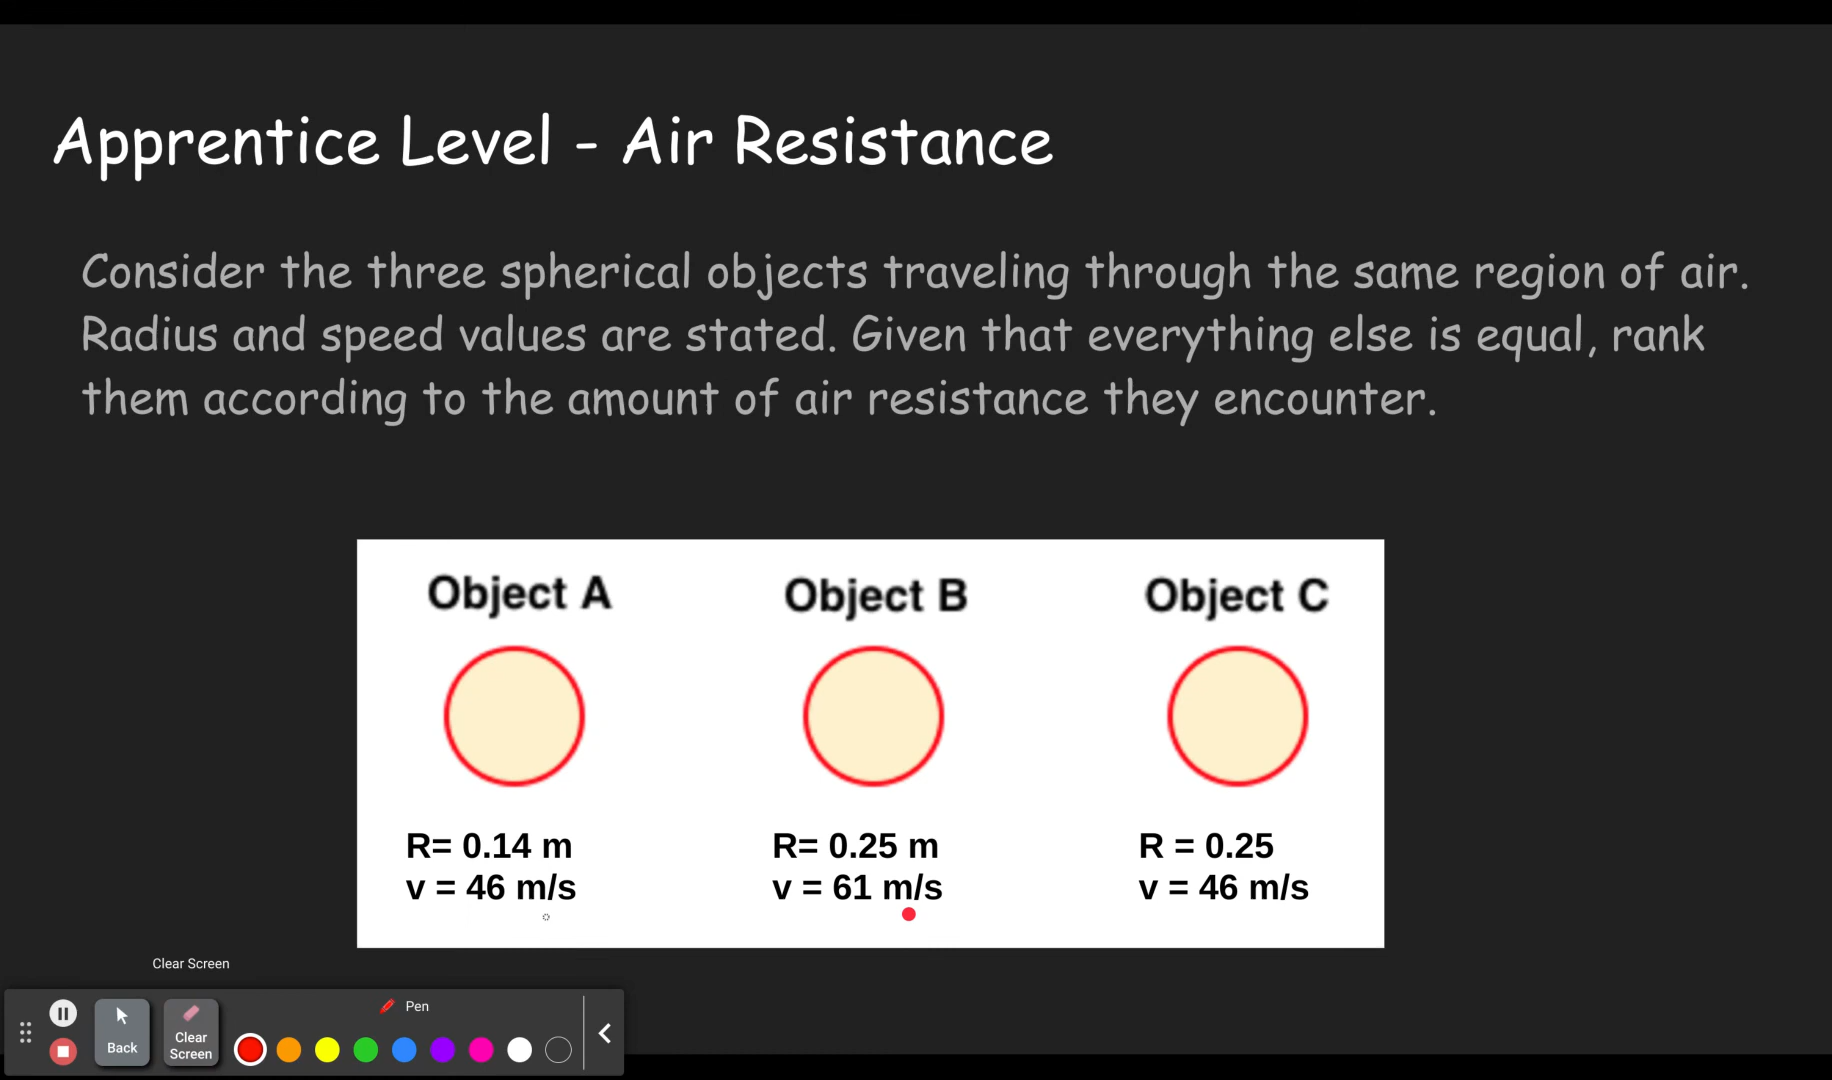 Apprentice Level - Air Resistance
Consider the three spherical objects traveling through the same region of air.
Radius and speed values are stated. Given that everything else is equal, rank
them according to the amount of air resistance they encounter.
Object A
Object B
Object C
R= 0.14 m
v = 46 m/s
R= 0.25 m
v = 61 m/s
R = 0.25
v = 46 m/s
Clear Screen
Back
Clear
Screen
Pen